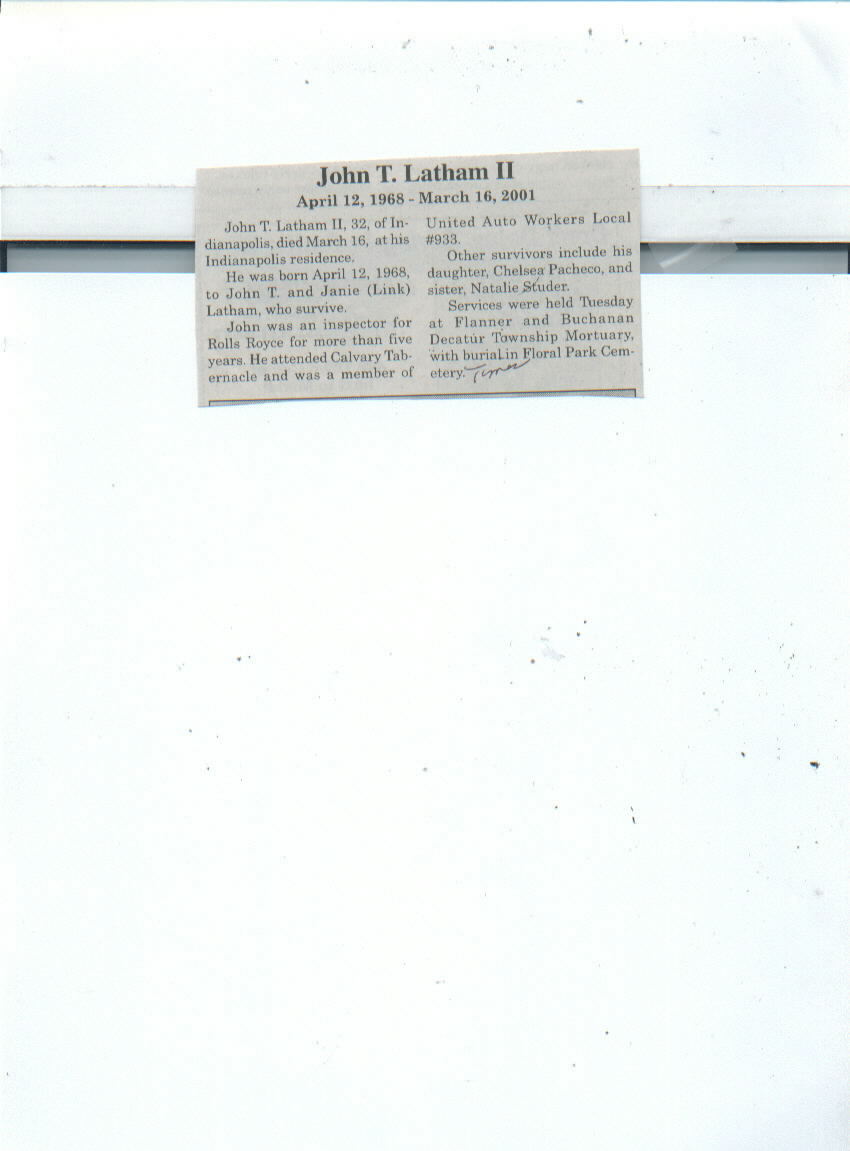 John T. Latham II
April 12, 1968 - March 16, 2001
John T. Latham II, 32, of In-
dianapolis, died March 16, at his
Indianapolis residence.
He was born April 12, 1968,
to John T. and Janie (Link)
Latham, who survive.
John was an inspector for
Rolls Royce for more than five
years. He attended Calvary Tab-
ernacle and was a member of
United Auto Workers Local
#933.
Other survivors include his
daughter, Chelsea Pacheco, and
sister, Natalie Studer.
Services were held Tuesday
at Flanner and Buchanan
Decatur Township Mortuary,
with burial in Floral Park Cem-
etery. Times